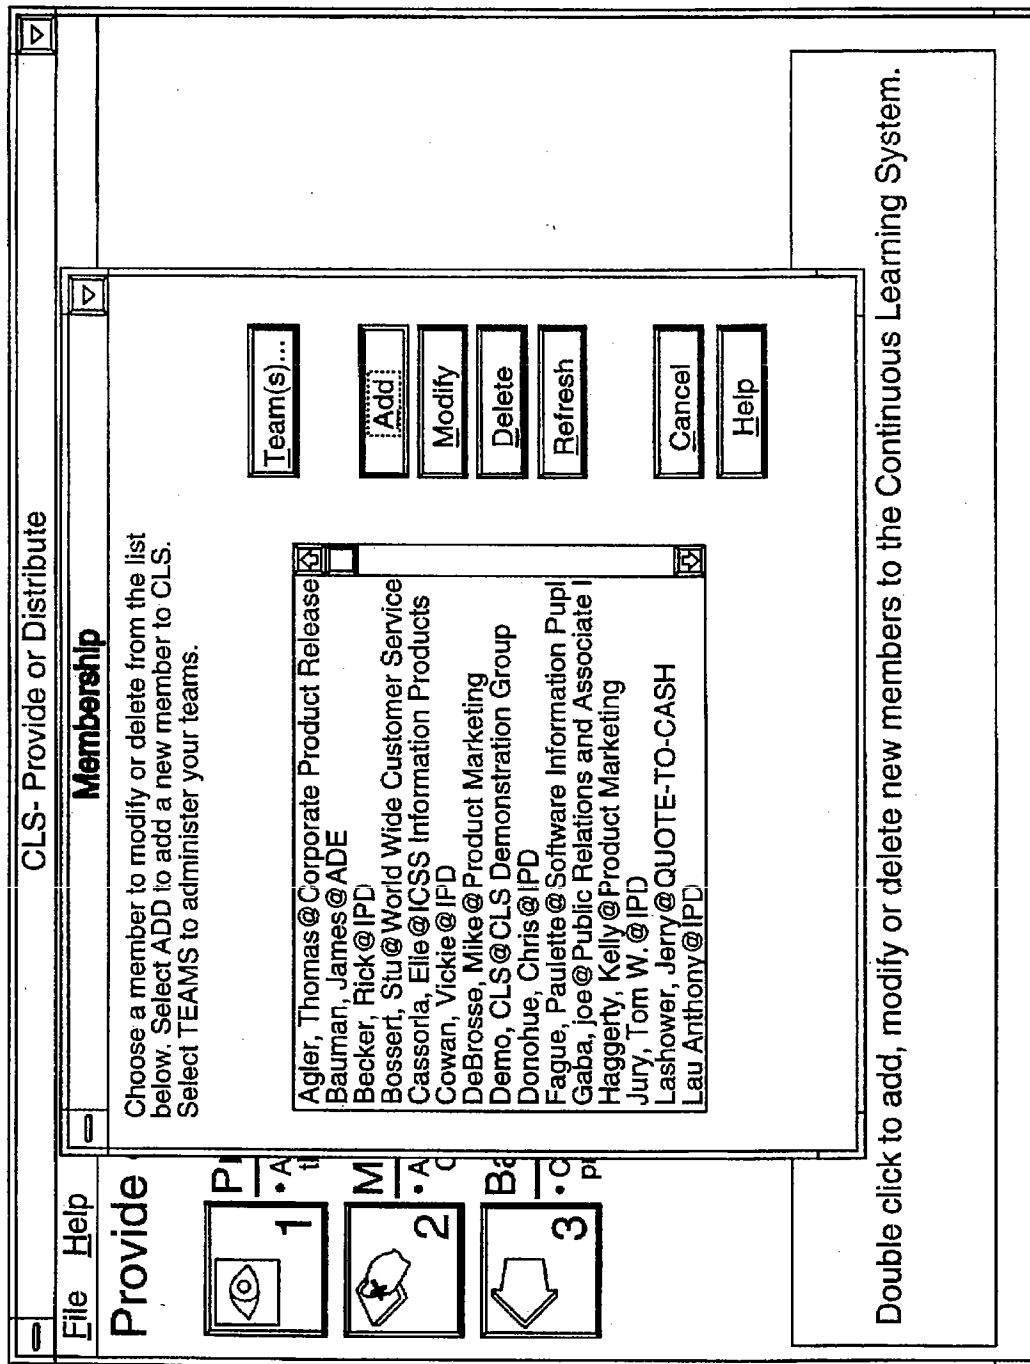 CLS- Provide or Distribute
File Help
Provide
Membership
Choose a member to modify or delete from the list
below. Select ADD to add a new member to CLS.
Select TEAMS to administer your teams.
Team(s)...
Agler, Thomas@Corporate Product Release
Bauman, James@ADE
Becker, Rick@IPD
Bossert, Stu@World Wide Customer Service
Cassorla, Elie@ICSS Information Products
Cowan, Vickie@IPD
DeBrosse, Mike@Product Marketing
Demo, CLS@CLS Demonstration Group
Donohue, Chris@IPD
Fague, Paulette@Software Information Pupl
Gaba, joe@Public Relations and Associate I
Haggerty, Kelly@Product Marketing
Jury, Tom W.@IPD
Lashower, Jerry@QUOTE-TO-CASH
Lau Anthony@IPD
Add
Modify
Delete
Refresh
Cancel
Help
1
2
3
Double click to add, modify or delete new members to the Continuous Learning System.